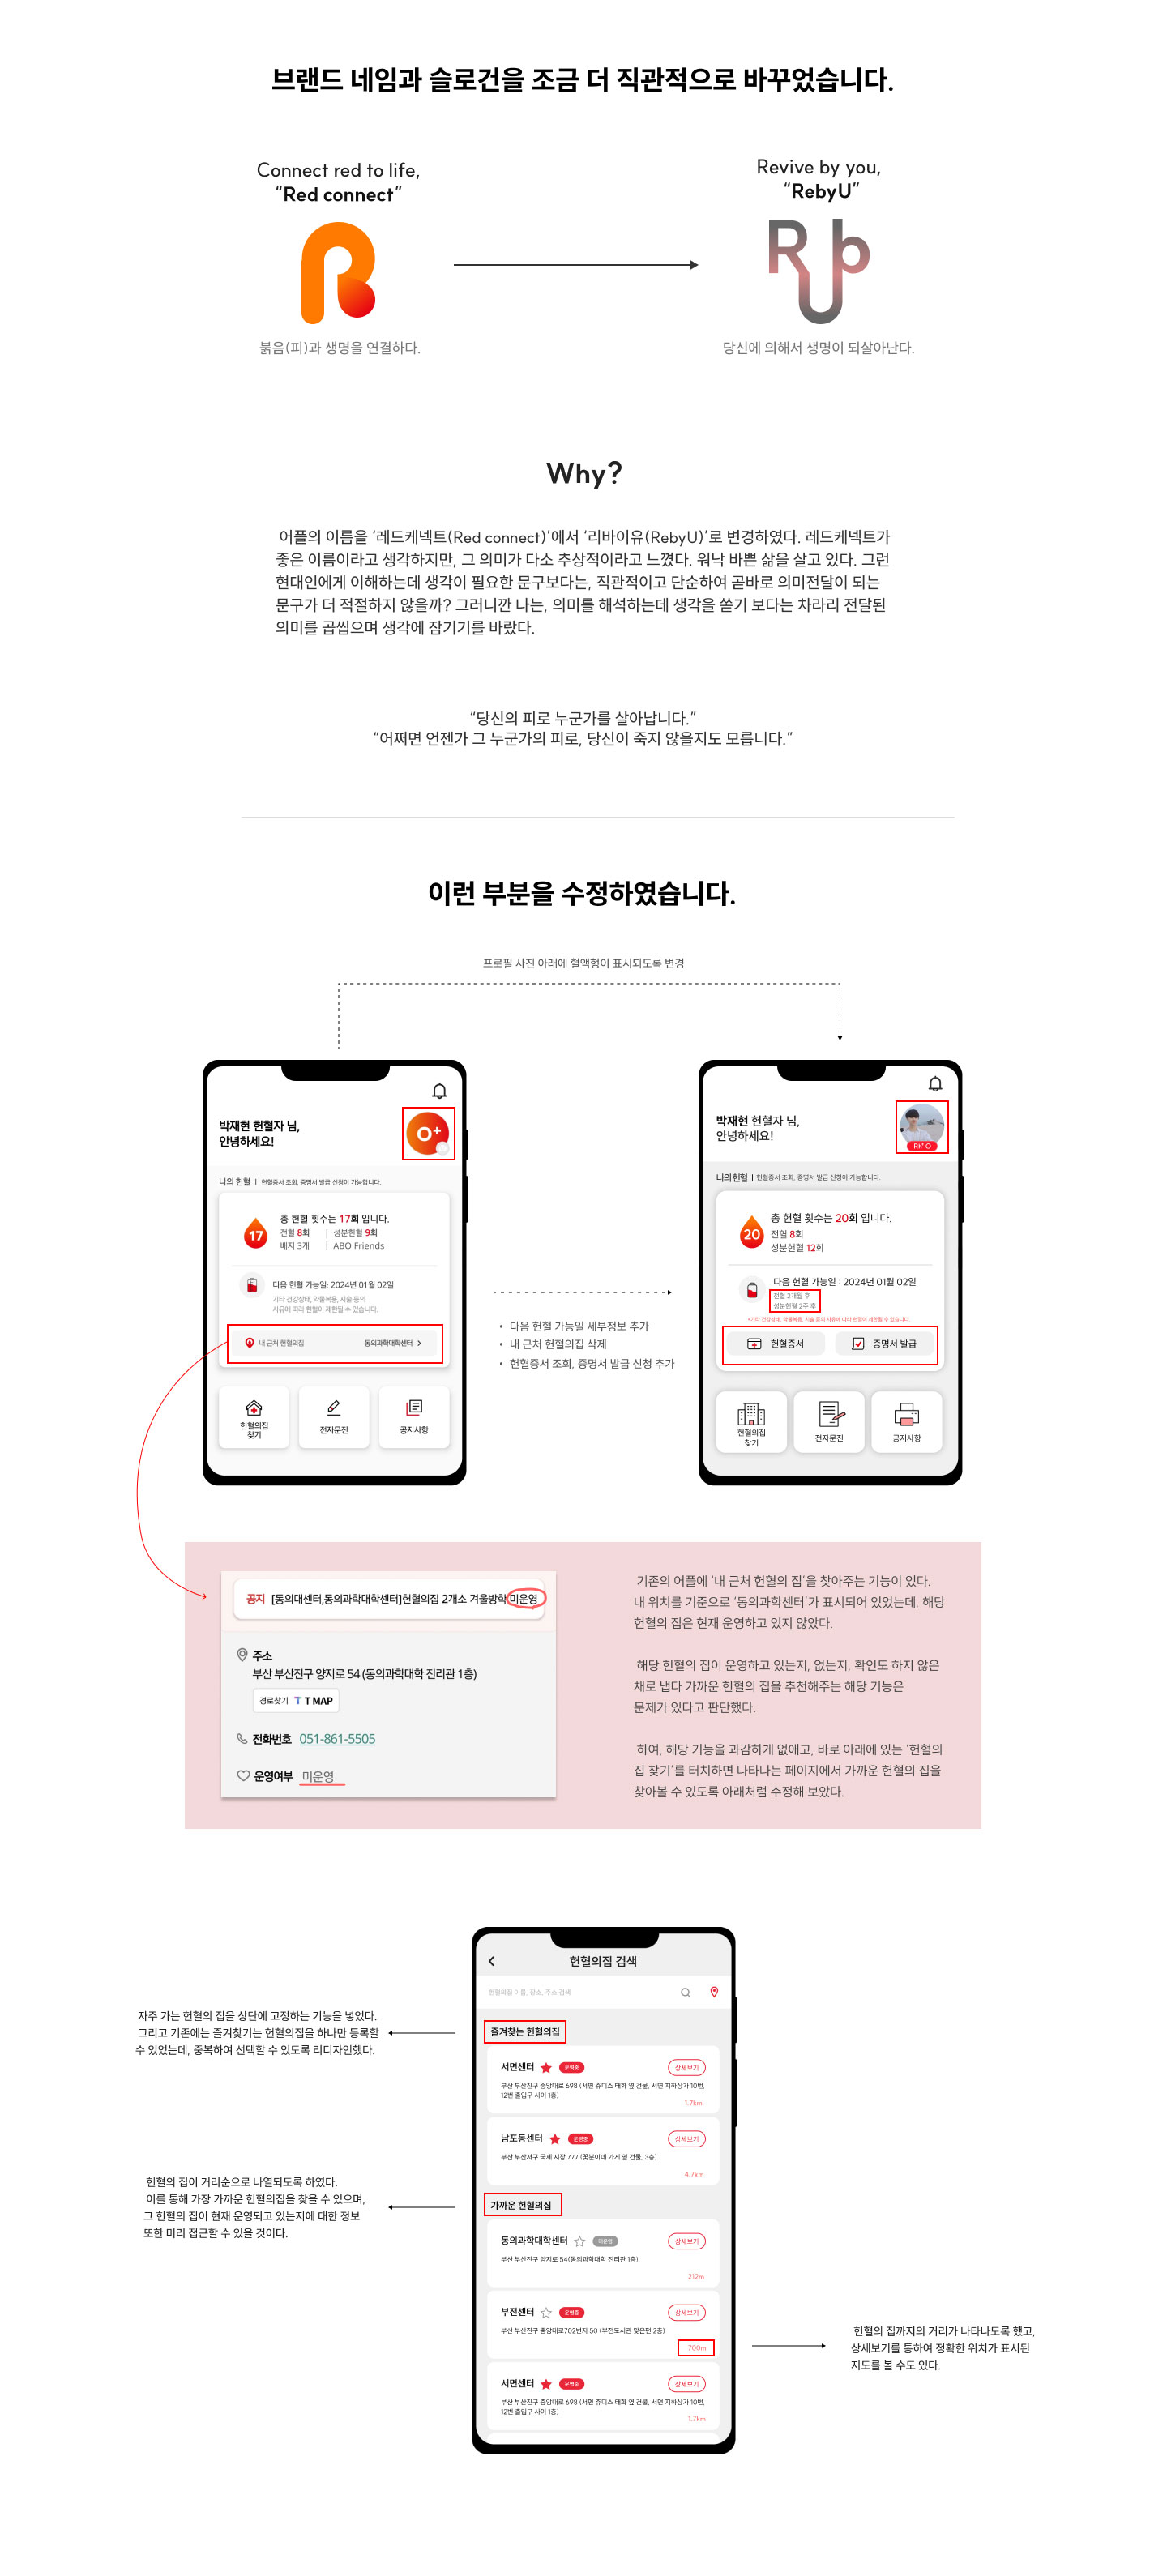 브랜드 네임과 슬로건을 조금 더 직관적으로 바꾸었습니다.
Connect red to life,
“Red connect”
붉음(피)과 생명을 연결하다.
Revive by you,
“RebyU”
당신에 의해서 생명이 되살아난다.
Why?
어플의 이름을 ‘레드케넥트(Red connect)’에서 ‘리바이유(RebyU)’로 변경하였다. 레드케넥트가
좋은 이름이라고 생각하지만, 그 의미가 다소 추상적이라고 느꼈다. 워낙 바쁜 삶을 살고 있다. 그런
현대인에게 이해하는데 생각이 필요한 문구보다는, 직관적이고 단순하여 곧바로 의미전달이 되는
문구가 더 적절하지 않을까? 그러니깐 나는, 의미를 해석하는데 생각을 쏟기 보다는 차라리 전달된
의미를 곱씹으며 생각에 잠기기를 바랐다.
“당신의 피로 누군가를 살아납니다.”
“어쩌면 언젠가 그 누군가의 피로, 당신이 죽지 않을지도 모릅니다.”
이런 부분을 수정하였습니다.
프로필 사진 아래에 혈액형이 표시되도록 변경
박재현 헌혈자 님,
안녕하세요!
O+
나의 헌혈 | 헌혈증서 조회, 증명서 발급 신청이 가능합니다.
17
총 헌혈 횟수는 17회 입니다.
전혈 8회 | 성분헌혈 9회
배지 3개 | ABO Friends
다음 헌혈 가능일: 2024년 01월 02일
기타 건강상태, 약물복용, 시술 등의
사유에 따라 헌혈이 제한될 수 있습니다.
내 근처 헌혈의집 동의과학대학센터 >
헌혈의집
찾기
전자문진
공지사항
• 다음 헌혈 가능일 세부정보 추가
• 내 근처 헌혈의집 삭제
• 헌혈증서 조회, 증명서 발급 신청 추가
박재현 헌혈자 님,
안녕하세요!
Rh+ O
나의헌혈 | 헌혈증서 조회, 증명서 발급 신청이 가능합니다.
20
총 헌혈 횟수는 20회 입니다.
전혈 8회
성분헌혈 12회
다음 헌혈 가능일 : 2024년 01월 02일
전혈 2개월 후
성분헌혈 2주 후
*기타 건강상태, 약물복용, 시술 등의 사유에 따라 헌혈이 제한될 수 있습니다.
헌혈증서
증명서 발급
헌혈의집
찾기
전자문진
공지사항
공지 [동의대센터,동의과학대학센터]헌혈의집 2개소 겨울방학 미운영
주소
부산 부산진구 양지로 54 (동의과학대학 진리관 1층)
경로찾기 T T MAP
전화번호 051-861-5505
운영여부 미운영
기존의 어플에 ‘내 근처 헌혈의 집’을 찾아주는 기능이 있다.
내 위치를 기준으로 ‘동의과학센터’가 표시되어 있었는데, 해당
헌혈의 집은 현재 운영하고 있지 않았다.
해당 헌혈의 집이 운영하고 있는지, 없는지, 확인도 하지 않은
채로 냅다 가까운 헌혈의 집을 추천해주는 해당 기능은
문제가 있다고 판단했다.
하여, 해당 기능을 과감하게 없애고, 바로 아래에 있는 ‘헌혈의
집 찾기’를 터치하면 나타나는 페이지에서 가까운 헌혈의 집을
찾아볼 수 있도록 아래처럼 수정해 보았다.
헌혈의집 검색
헌혈의집 이름, 장소, 주소 검색
즐겨찾는 헌혈의집
서면센터 운영중 상세보기
부산 부산진구 중앙대로 698 (서면 쥬디스 태화 옆 건물, 서면 지하상가 10번,
12번 출입구 사이 1층)
1.7km
남포동센터 운영중 상세보기
부산 부산서구 국제 시장 777 (꽃분이네 가게 옆 건물, 3층)
4.7km
가까운 헌혈의집
동의과학대학센터 미운영 상세보기
부산 부산진구 양지로 54(동의과학대학 진리관 1층)
212m
부전센터 운영중 상세보기
부산 부산진구 중앙대로702번지 50 (부전도서관 맞은편 2층)
700m
서면센터 운영중 상세보기
부산 부산진구 중앙대로 698 (서면 쥬디스 태화 옆 건물, 서면 지하상가 10번,
12번 출입구 사이 1층)
1.7km
자주 가는 헌혈의 집을 상단에 고정하는 기능을 넣었다.
그리고 기존에는 즐겨찾기는 헌혈의집을 하나만 등록할
수 있었는데, 중복하여 선택할 수 있도록 리디자인했다.
헌혈의 집이 거리순으로 나열되도록 하였다.
이를 통해 가장 가까운 헌혈의집을 찾을 수 있으며,
그 헌혈의 집이 현재 운영되고 있는지에 대한 정보
또한 미리 접근할 수 있을 것이다.
헌혈의 집까지의 거리가 나타나도록 했고,
상세보기를 통하여 정확한 위치가 표시된
지도를 볼 수도 있다.